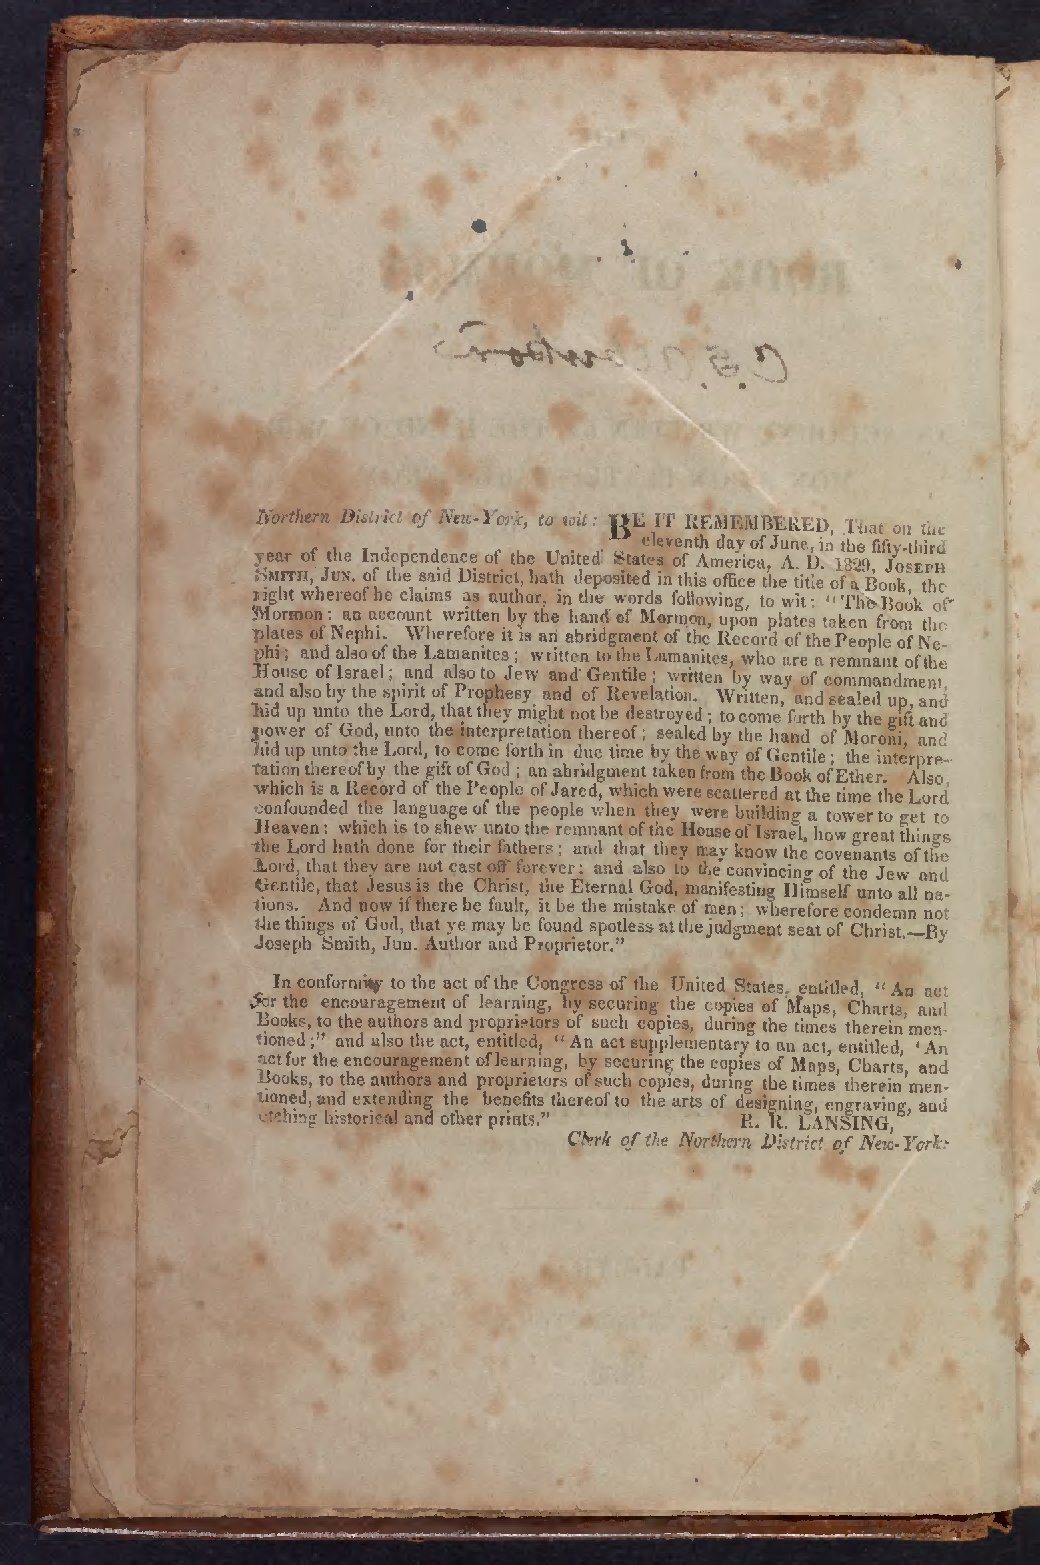 Northern District of New-York, to wit: BE IT REMEMBERED, That on the
eleventh day of June, in the fifty-third
year of the Independence of the United States of America, A. D. 1829, JOSEPH
SMITH, JUN. of the said District, hath deposited in this office the title of a Book, the
right whereof he claims as author, in the words following, to wit: "The Book of
Mormon: an account written by the hand of Mormon, upon plates taken from the
plates of Nephi. Wherefore it is an abridgment of the Record of the People of Ne-
phi; and also of the Lamanites; written to the Lamanites, who are a remnant of the
House of Israel; and also to Jew and Gentile; written by way of commandment,
and also by the spirit of Prophesy and of Revelation. Written, and sealed up, and
hid up unto the Lord, that they might not be destroyed; to come forth by the gift and
power of God, unto the interpretation thereof; sealed by the hand of Moroni, and
hid up unto the Lord, to come forth in due time by the way of Gentile; the interpre-
tation thereof by the gift of God; an abridgment taken from the Book of Ether. Also,
which is a Record of the People of Jared, which were scattered at the time the Lord
confounded the language of the people when they were building a tower to get to
Heaven: which is to shew unto the remnant of the House of Israel, how great things
the Lord hath done for their fathers; and that they may know the covenants of the
Lord, that they are not cast off forever; and also to the convincing of the Jew and
Gentile, that Jesus is the Christ, the Eternal God, manifesting Himself unto all na-
tions. And now if there be fault, it be the mistake of men; wherefore condemn not
the things of God, that ye may be found spotless at the judgment seat of Christ.—By
Joseph Smith, Jun. Author and Proprietor."
In conformity to the act of the Congress of the United States, entitled, "An act
for the encouragement of learning, by securing the copies of Maps, Charts, and
Books, to the authors and proprietors of such copies, during the times therein men-
tioned;" and also the act, entitled, "An act supplementary to an act, entitled, 'An
act for the encouragement of learning, by securing the copies of Maps, Charts, and
Books, to the authors and proprietors of such copies, during the times therein men-
tioned, and extending the benefits thereof to the arts of designing, engraving, and
etching historical and other prints."
R. R. LANSING,
Clerk of the Northern District of New-York.